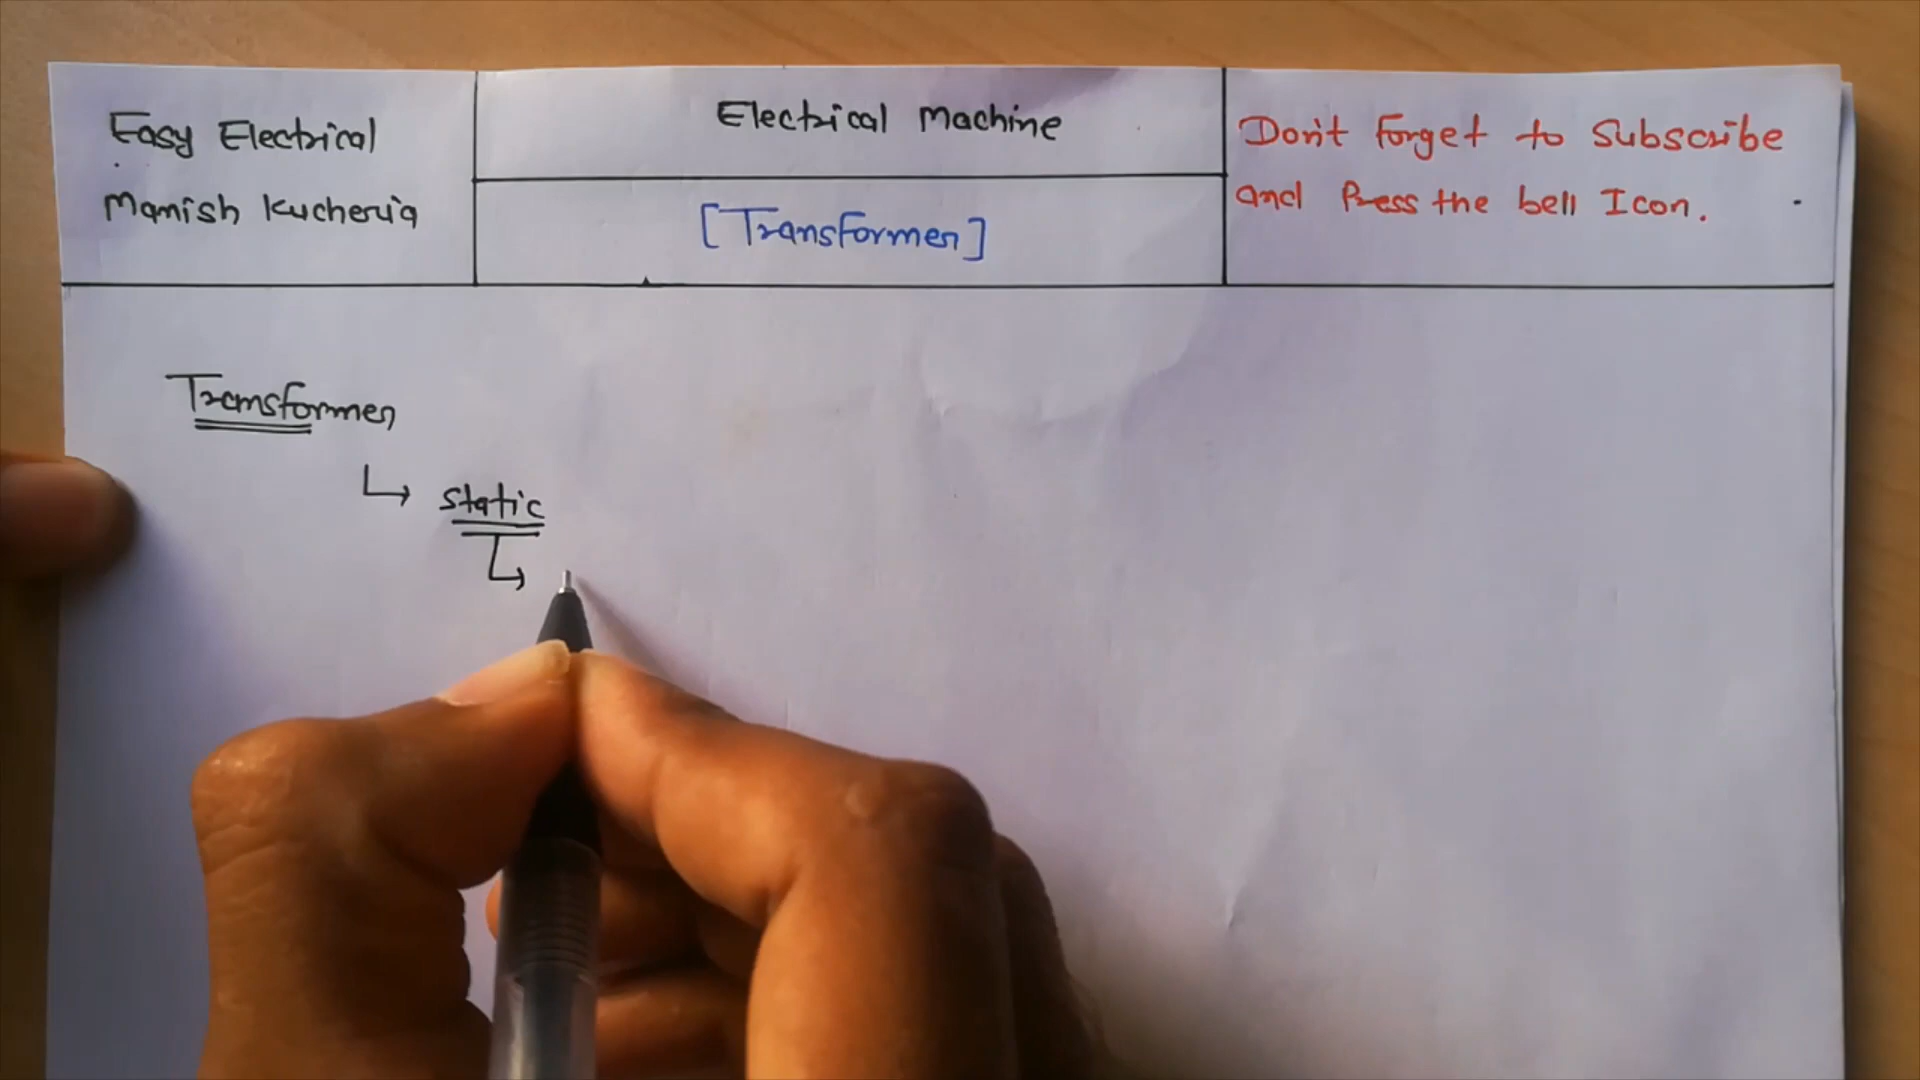 Easy Electrical
Manish Kucheria
Electrical Machine
[Transformer]
Don't forget to Subscribe
and Press the bell Icon.
Transformer
↳ Static
↳